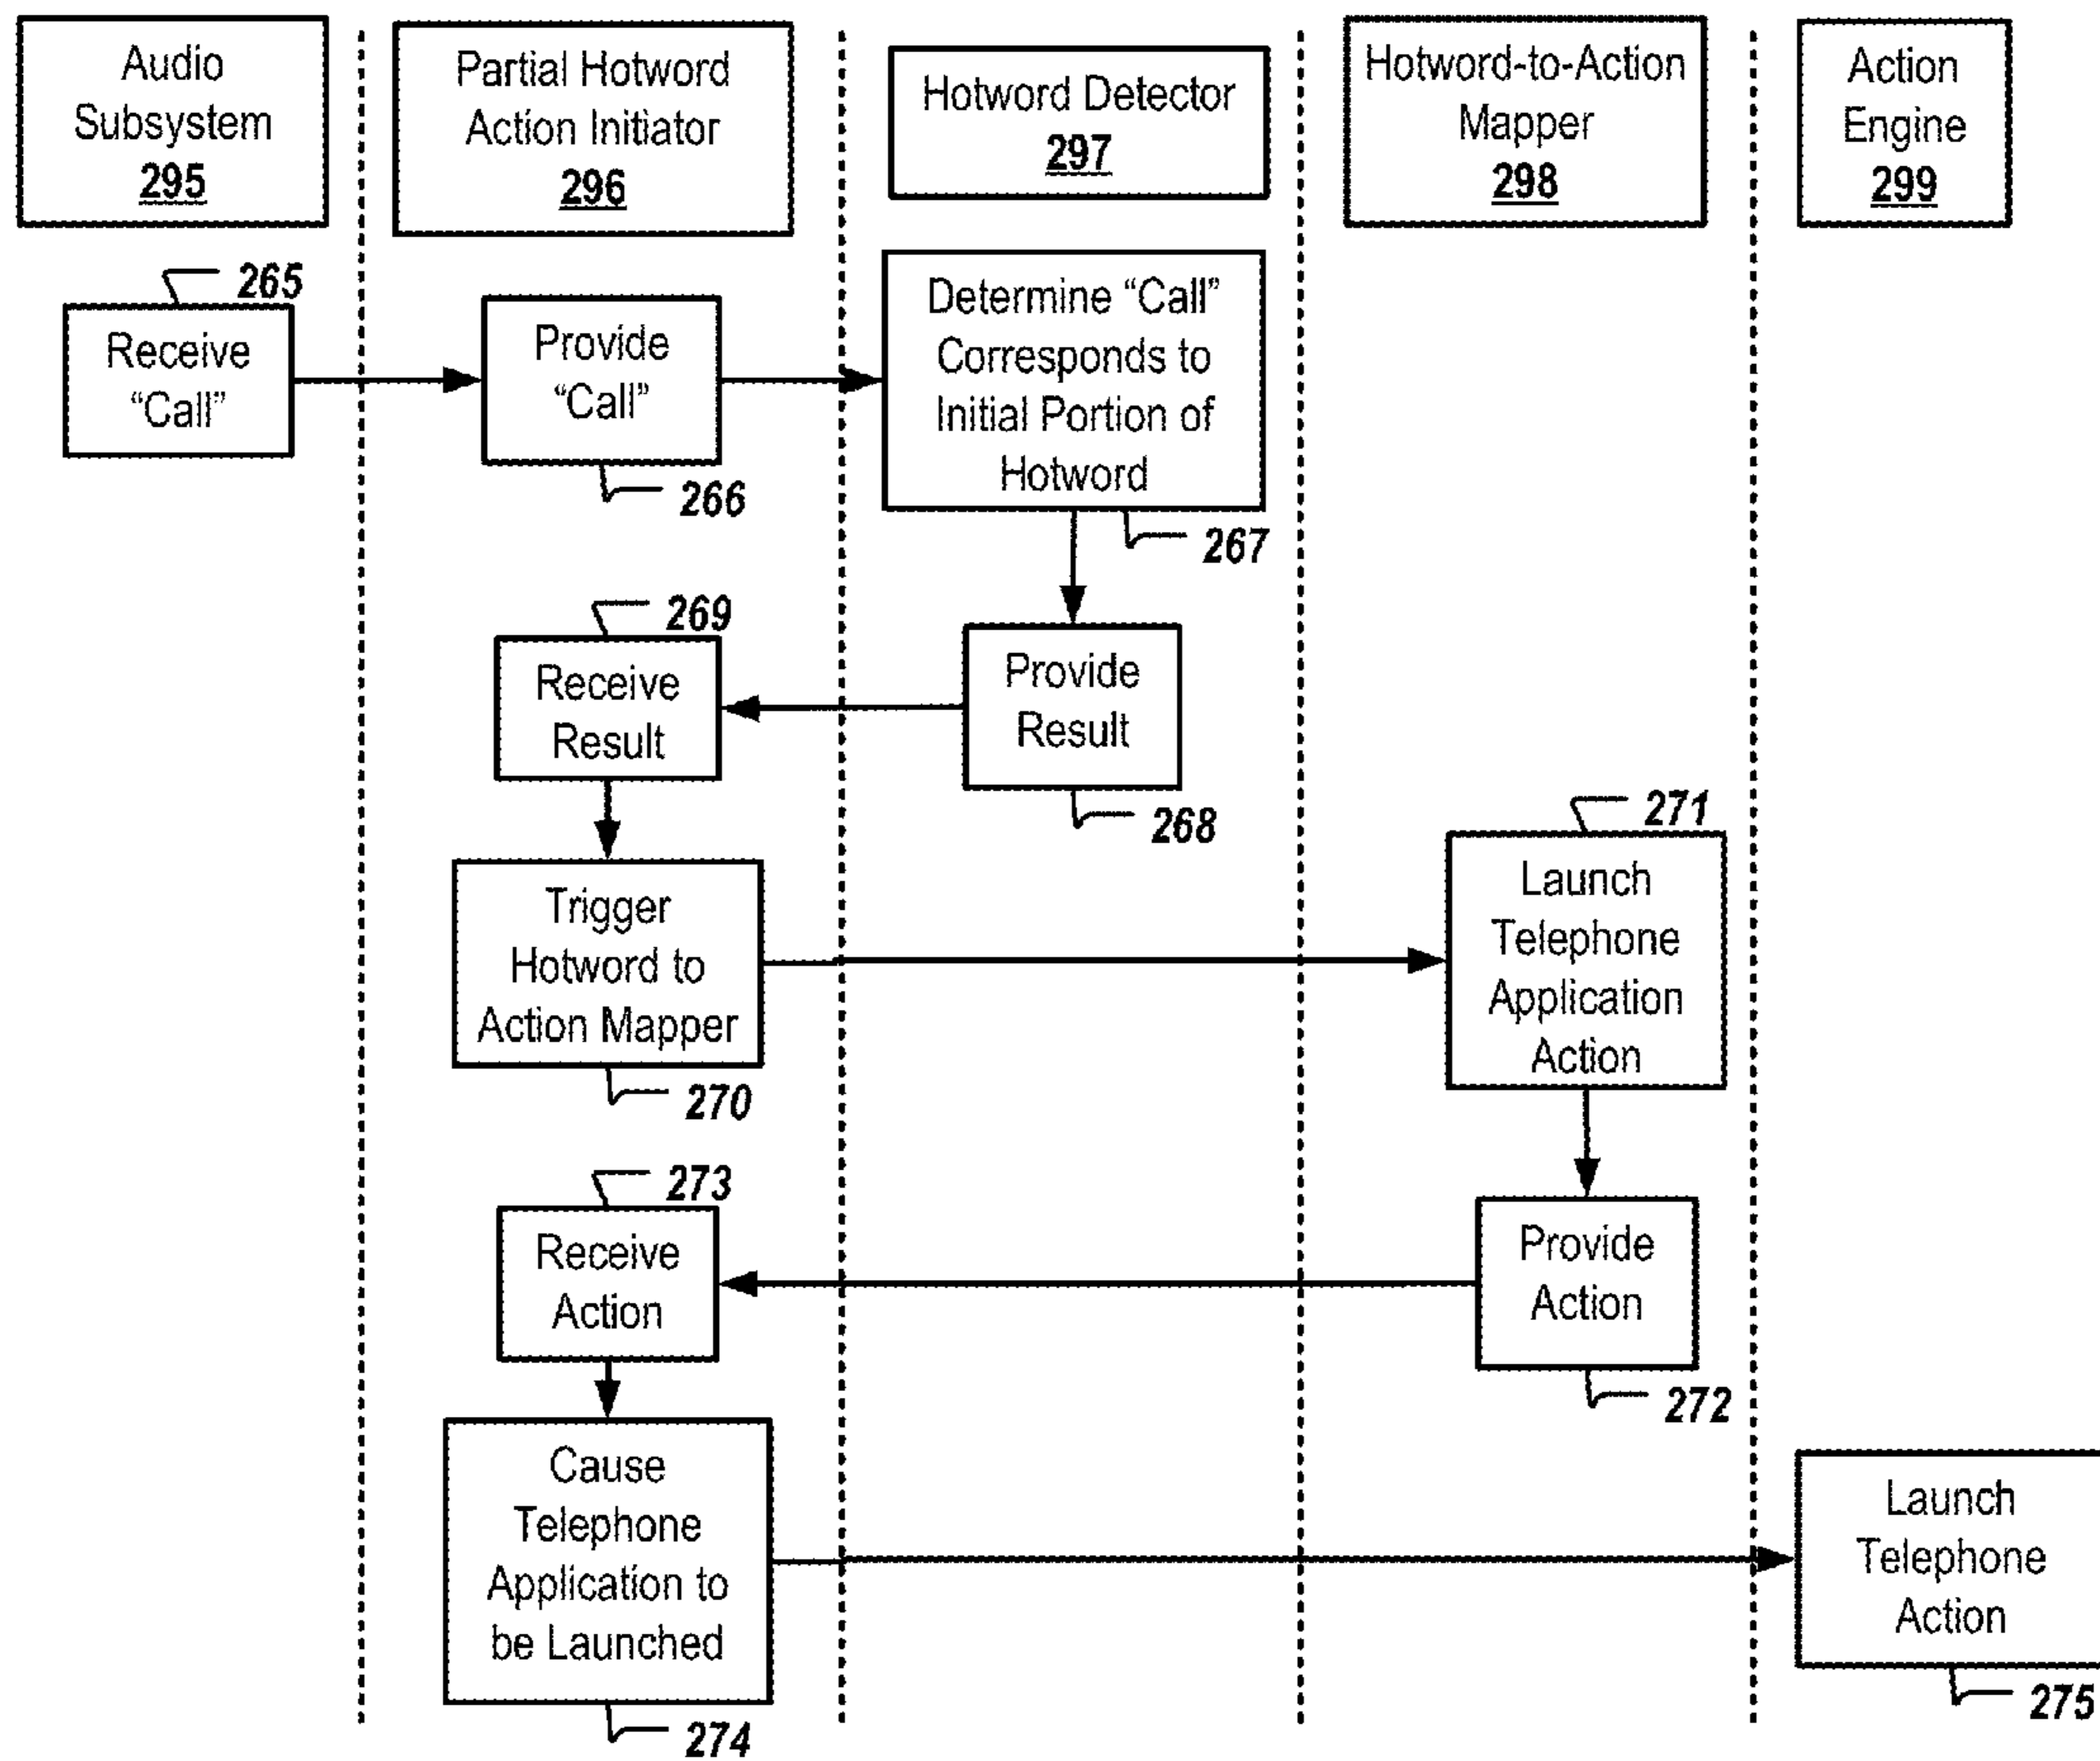 Audio
Subsystem
295
Partial Hotword
Action Initiator
296
Hotword Detector
297
Hotword-to-Action
Mapper
298
Action
Engine
299
265
Receive
“Call”
Provide
“Call”
266
Determine “Call”
Corresponds to
Initial Portion of
Hotword
267
Provide
Result
268
269
Receive
Result
Trigger
Hotword to
Action Mapper
270
271
Launch
Telephone
Application
Action
Provide
Action
272
273
Receive
Action
Cause
Telephone
Application to
be Launched
274
Launch
Telephone
Action
275